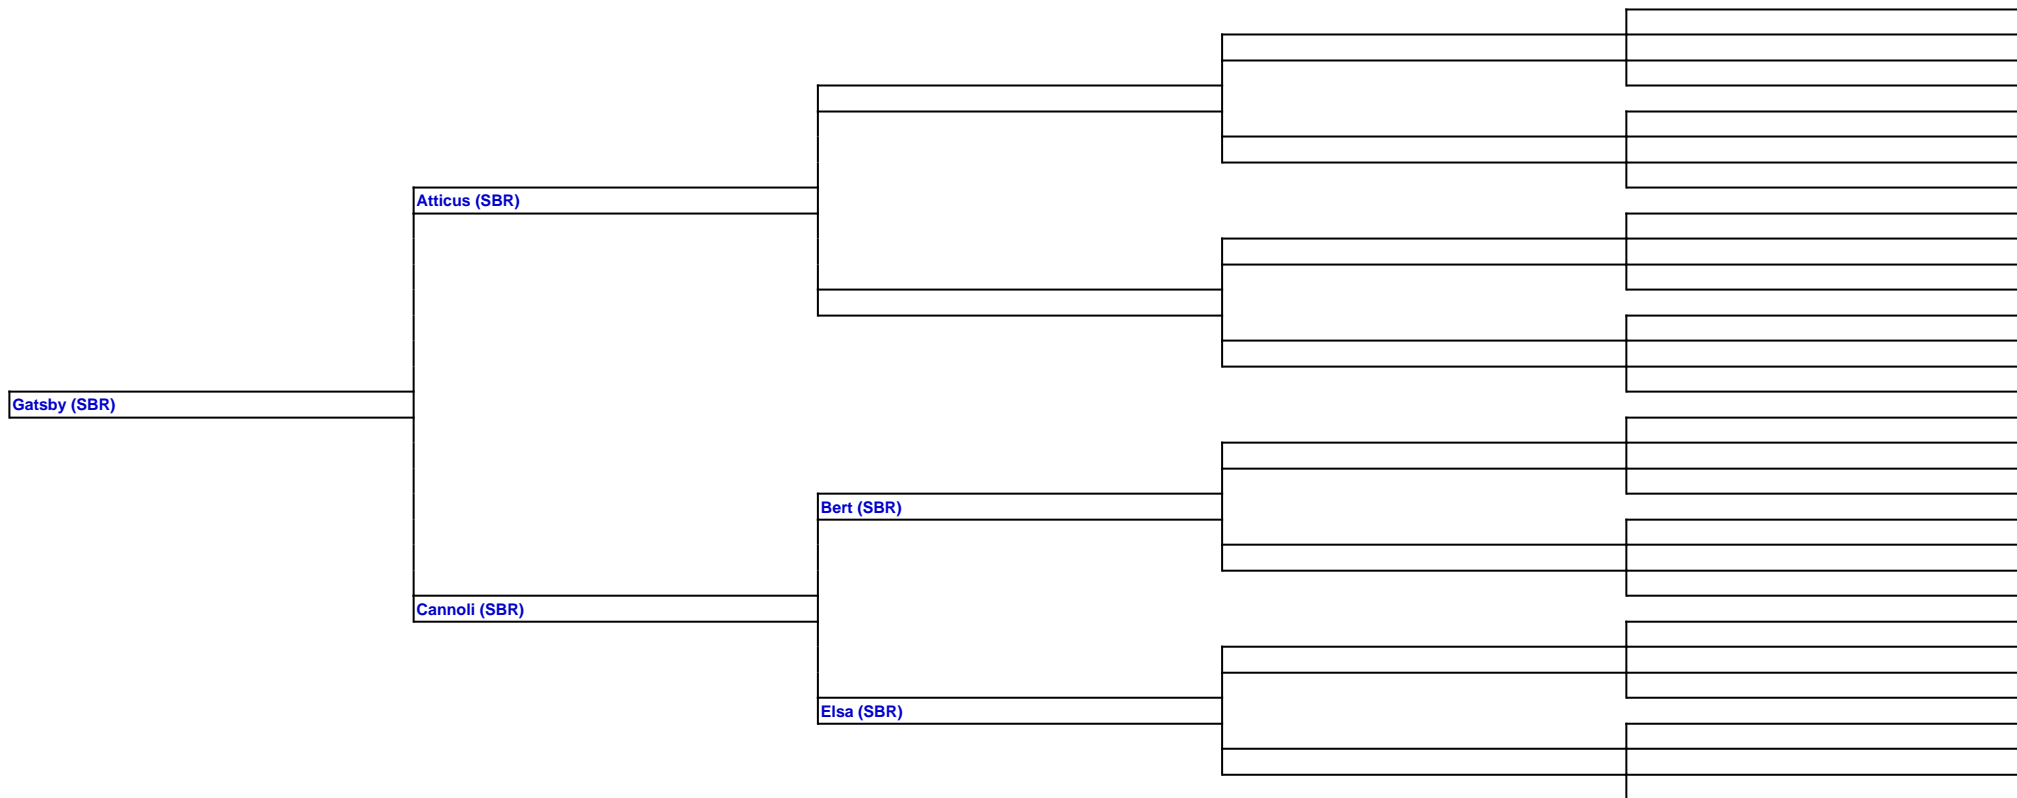 Atticus (SBR)
Gatsby (SBR)
Bert (SBR)
Cannoli (SBR)
Elsa (SBR)